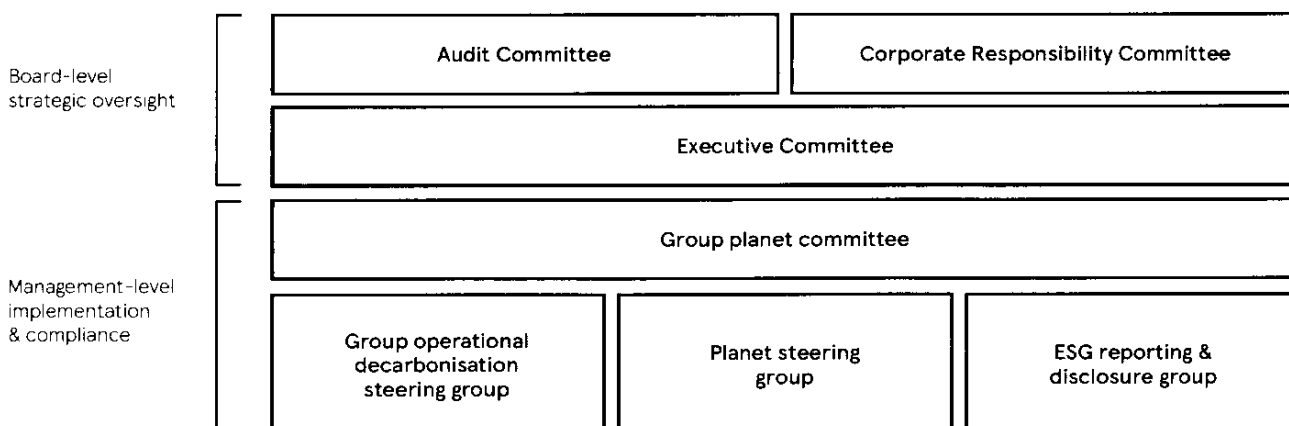 Board-level
strategic oversight
Audit Committee
Corporate Responsibility Committee
Executive Committee
Management-level
implementation
& compliance
Group planet committee
Group operational
decarbonisation
steering group
Planet steering
group
ESG reporting &
disclosure group